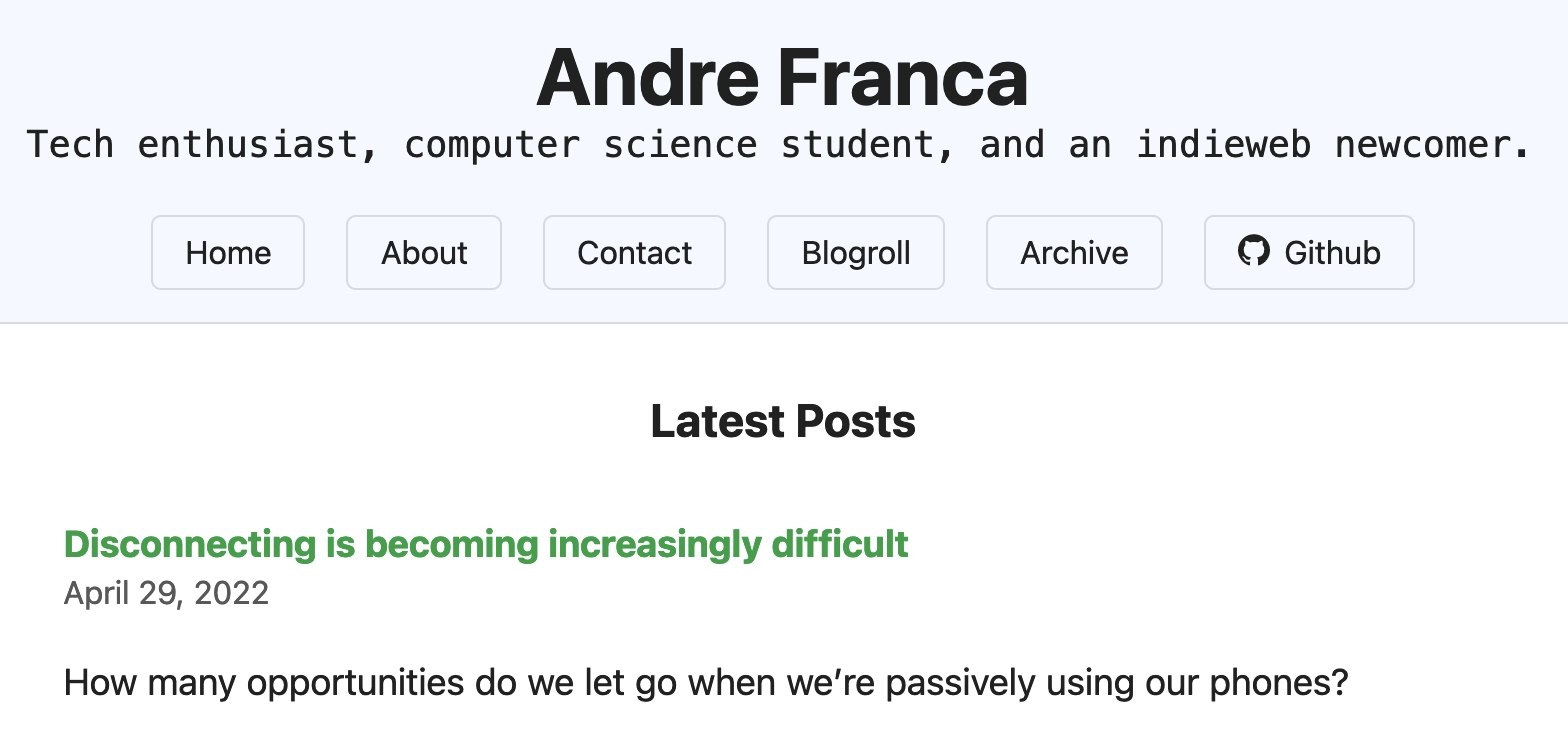 Andre Franca
Tech enthusiast, computer science student, and an indieweb newcomer.
Home About Contact Blogroll Archive Github
Latest Posts
Disconnecting is becoming increasingly difficult
April 29, 2022
How many opportunities do we let go when we’re passively using our phones?